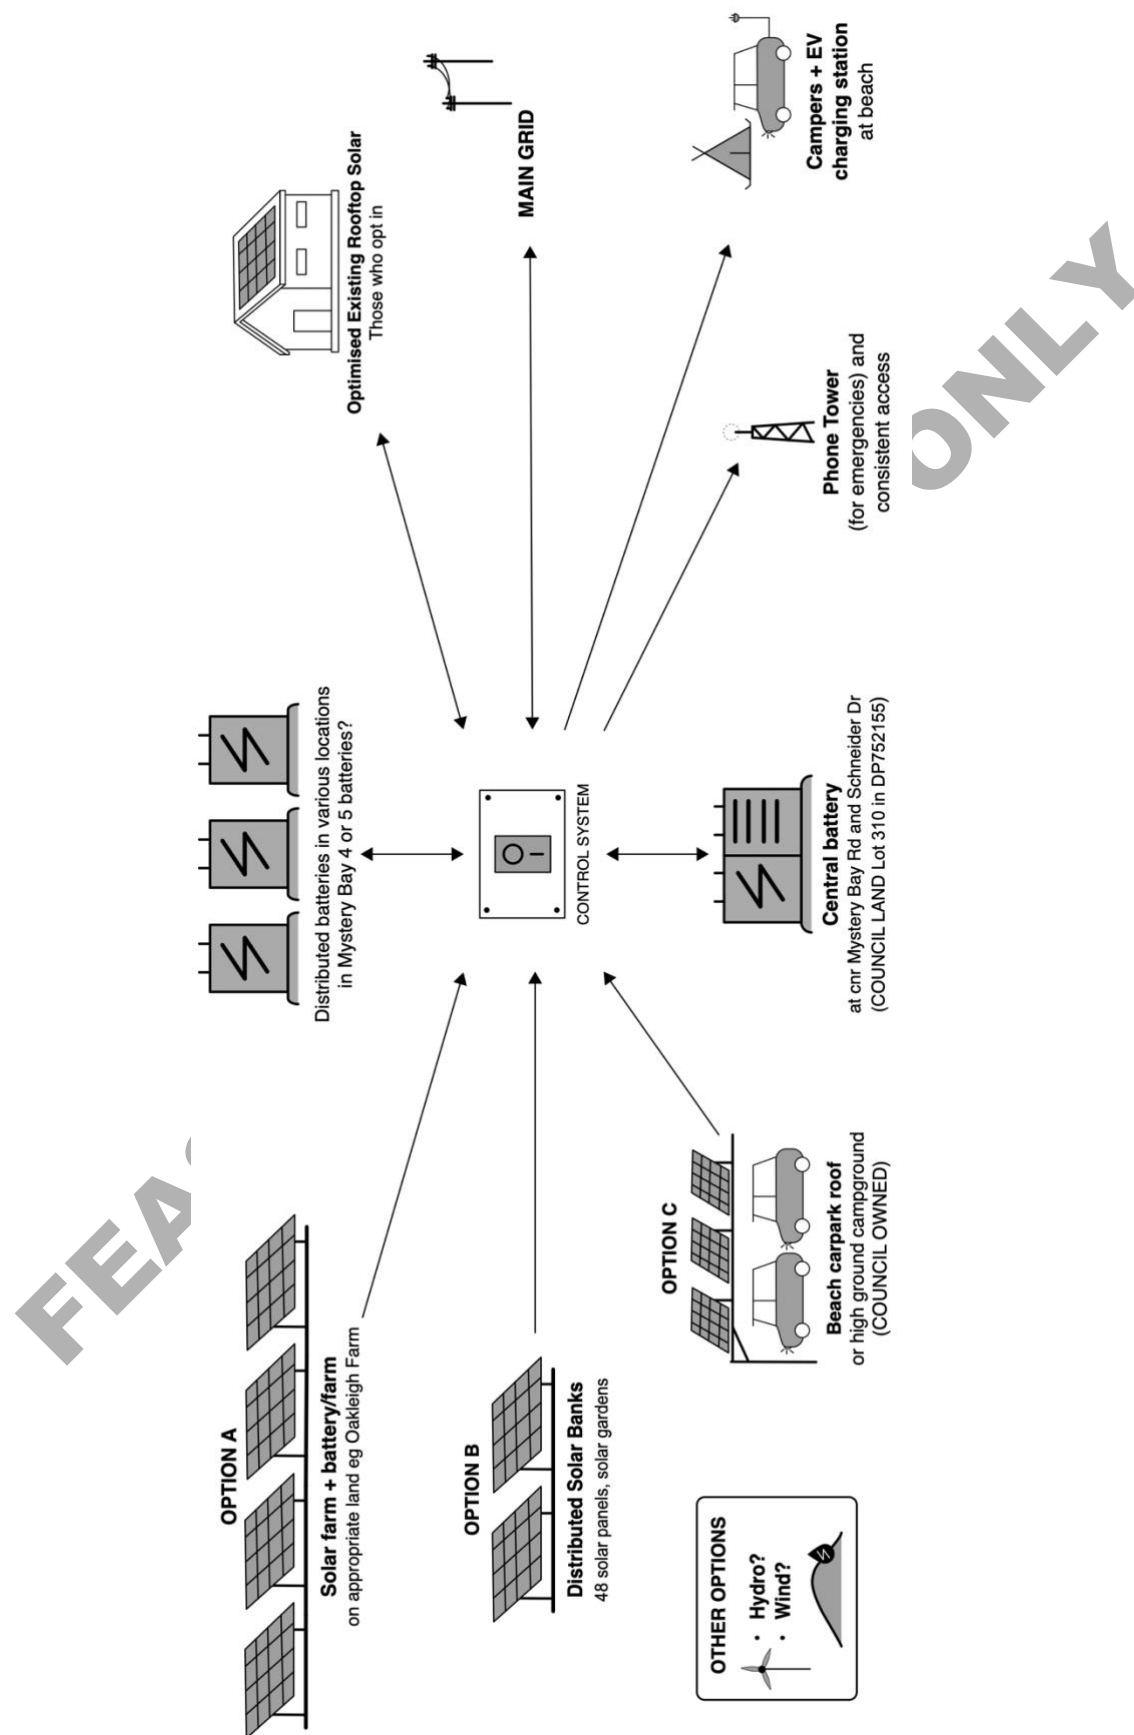 OPTION A
Solar farm + battery/farm
on appropriate land eg Oakleigh Farm
OPTION B
Distributed Solar Banks
48 solar panels, solar gardens
OTHER OPTIONS
• Hydro?
• Wind?
OPTION C
Beach carpark roof
or high ground campground
(COUNCIL OWNED)
Distributed batteries in various locations
in Mystery Bay 4 or 5 batteries?
CONTROL SYSTEM
Central battery
at cnr Mystery Bay Rd and Schneider Dr
(COUNCIL LAND Lot 310 in DP752155)
Optimised Existing Rooftop Solar
Those who opt in
MAIN GRID
Phone Tower
(for emergencies) and
consistent access
Campers + EV
charging station
at beach
ONLY